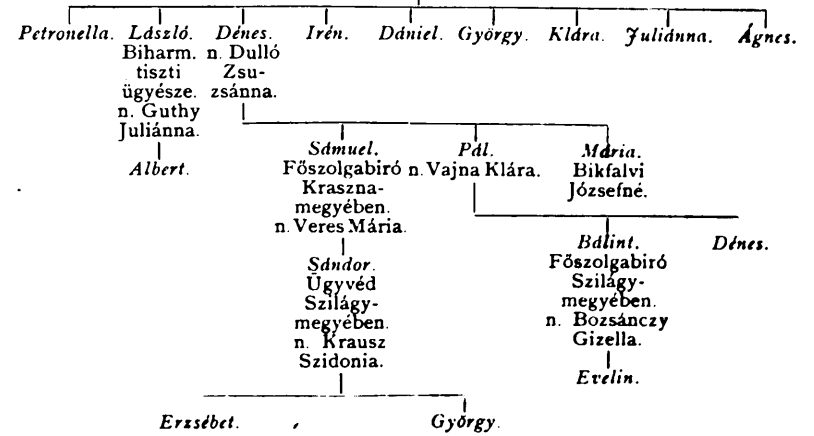 Petronella. László. Dénes. Irén. Dániel. György. Klára. Juliánna. Ágnes.
Biharm. n. Dulló
tiszti Zsu-
ügyésze. zsánna.
n. Guthy
Juliánna.
Albert.
Sámuel. Pál. Mária.
Főszolgabiró n. Vajna Klára. Bikfalvi
Kraszna- Józsefné.
megyében.
n. Veres Mária.
Bálint. Dénes.
Sándor. Főszolgabiró
Ügyvéd Szilágy-
Szilágy- megyében.
megyében. n. Bozsánczy
n. Krausz Gizella.
Szidonia.
Evelin.
Erzsébet. György.